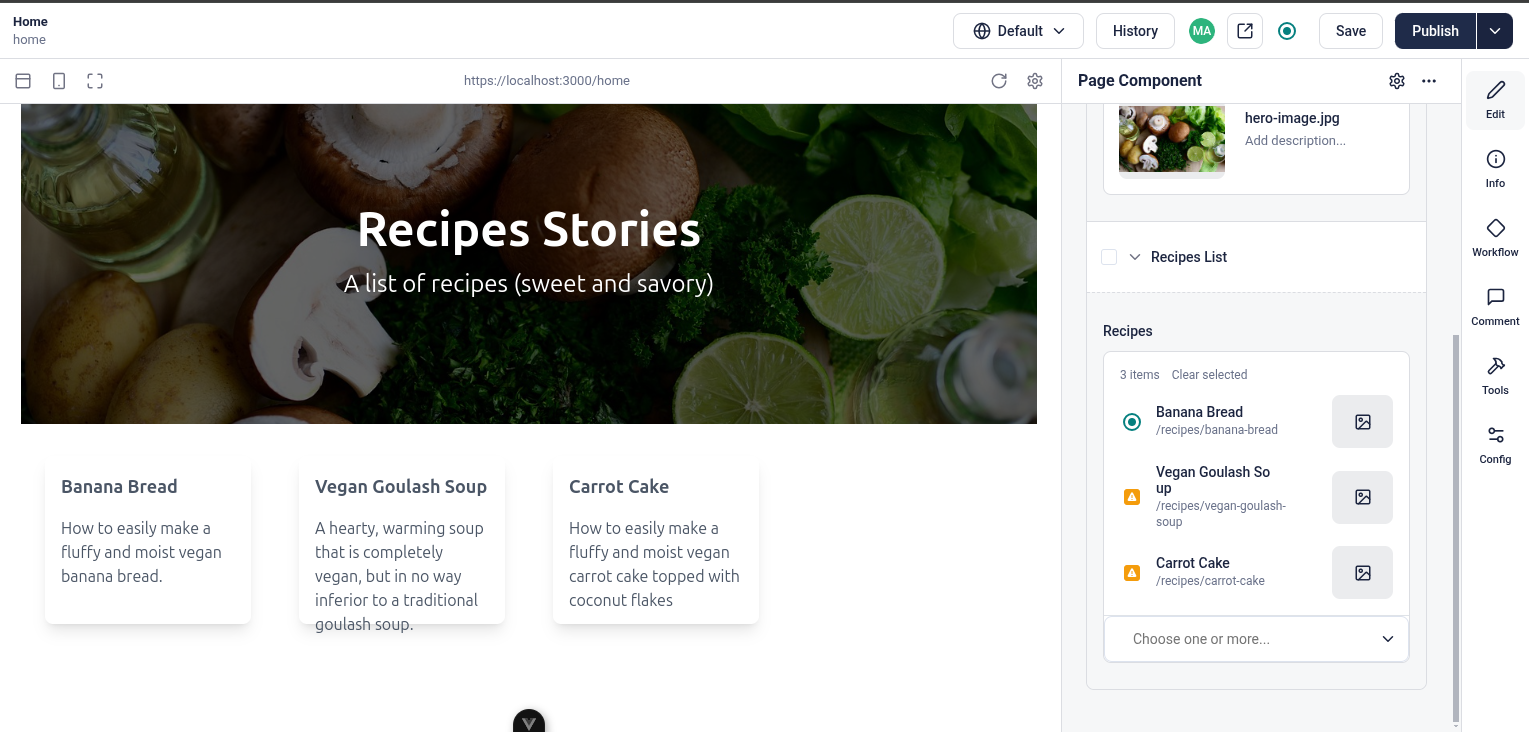 Home
home
Default
History
MA
Save
Publish
https://localhost:3000/home
Page Component
Recipes Stories
A list of recipes (sweet and savory)
Banana Bread
How to easily make a
fluffy and moist vegan
banana bread.
Vegan Goulash Soup
A hearty, warming soup
that is completely
vegan, but in no way
inferior to a traditional
goulash soup.
Carrot Cake
How to easily make a
fluffy and moist vegan
carrot cake topped with
coconut flakes
hero-image.jpg
Add description...
Recipes List
Recipes
3 items Clear selected
Banana Bread
/recipes/banana-bread
Vegan Goulash So
up
/recipes/vegan-goulash-
soup
Carrot Cake
/recipes/carrot-cake
Choose one or more...
Edit
Info
Workflow
Comment
Tools
Config